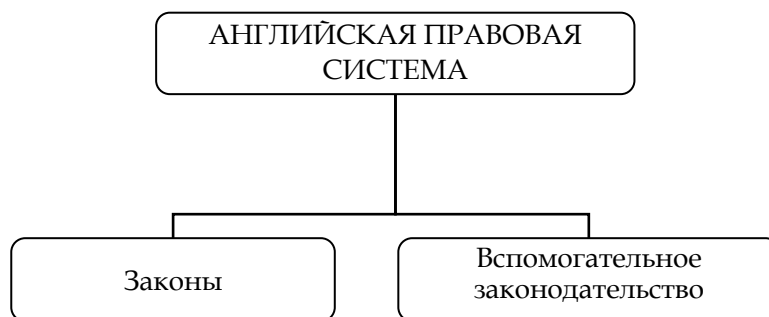 АНГЛИЙСКАЯ ПРАВОВАЯ
СИСТЕМА
Законы
Вспомогательное
законодательство